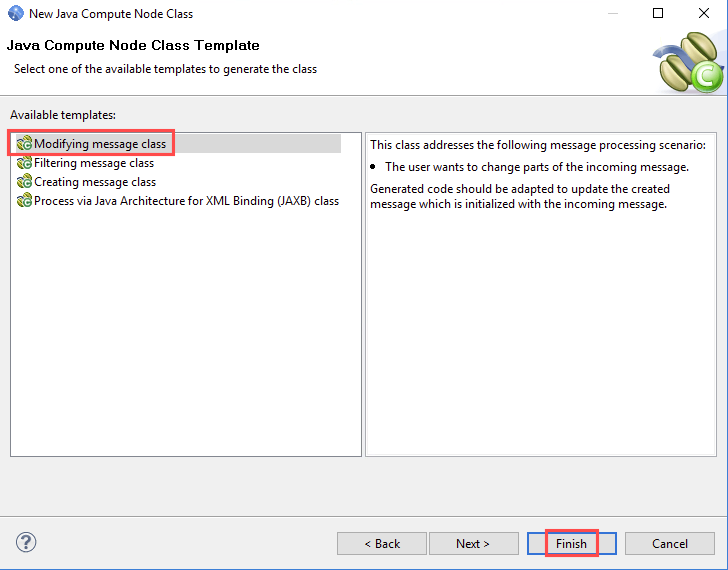 New Java Compute Node Class
Java Compute Node Class Template
Select one of the available templates to generate the class
Available templates:
Modifying message class
Filtering message class
Creating message class
Process via Java Architecture for XML Binding (JAXB) class
This class addresses the following message processing scenario:
• The user wants to change parts of the incoming message.
Generated code should be adapted to update the created
message which is initialized with the incoming message.
?
< Back
Next >
Finish
Cancel